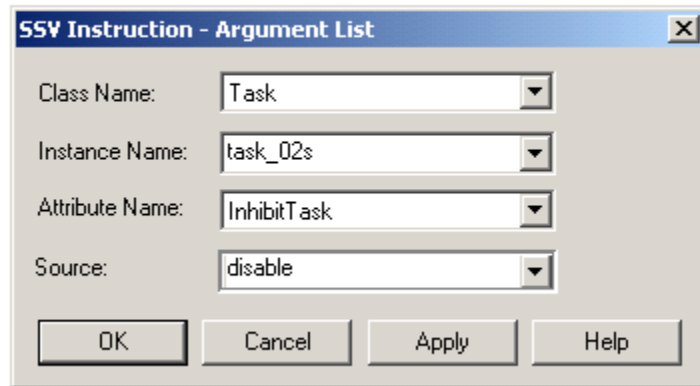 SSV Instruction - Argument List
Class Name: Task
Instance Name: task_02s
Attribute Name: InhibitTask
Source: disable
OK Cancel Apply Help